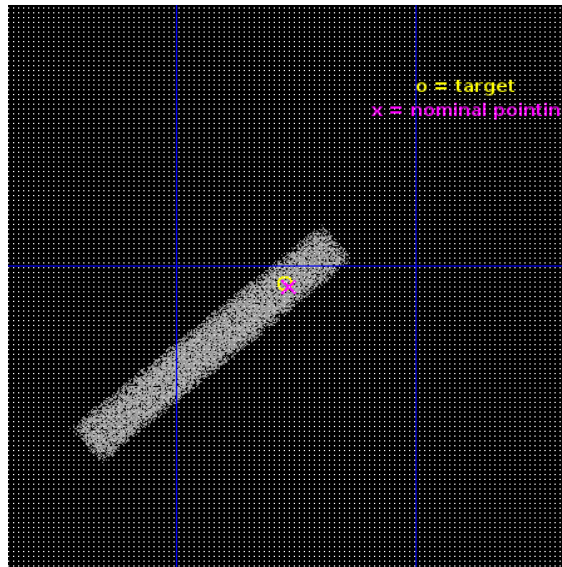 o = target
x = nominal pointin